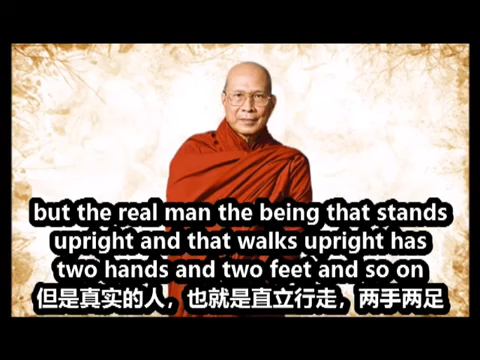 but the real man the being that stands
upright and that walks upright has
two hands and two feet and so on
但是真实的人，也就是直立行走，两手两足